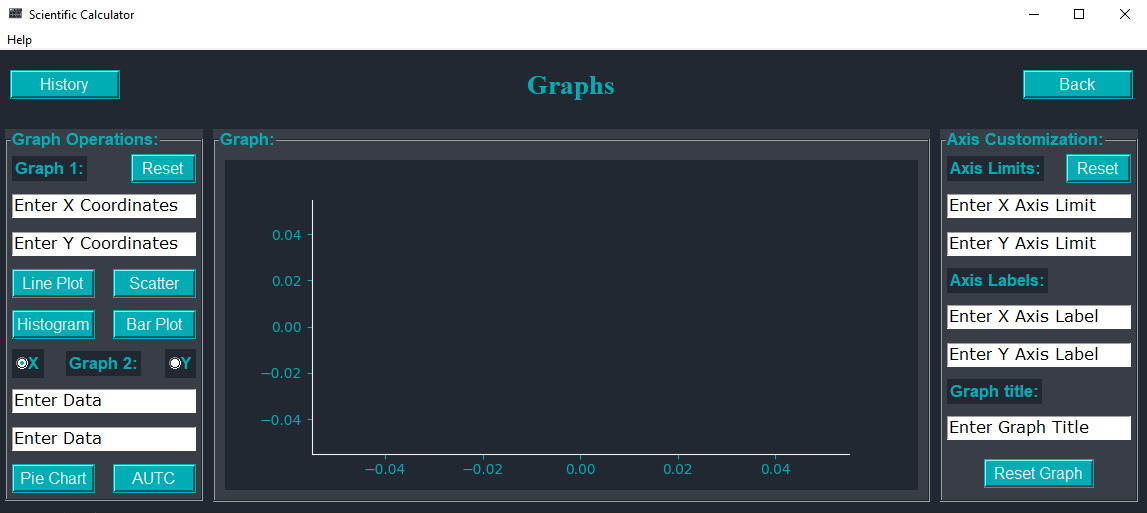 Scientific Calculator
Help
History
Graphs
Back
Graph Operations:
Graph 1:
Reset
Enter X Coordinates
Enter Y Coordinates
Line Plot
Scatter
Histogram
Bar Plot
X
Graph 2:
Y
Enter Data
Enter Data
Pie Chart
AUTC
Graph:
0.04
0.02
0.00
−0.02
−0.04
−0.04
−0.02
0.00
0.02
0.04
Axis Customization:
Axis Limits:
Reset
Enter X Axis Limit
Enter Y Axis Limit
Axis Labels:
Enter X Axis Label
Enter Y Axis Label
Graph title:
Enter Graph Title
Reset Graph